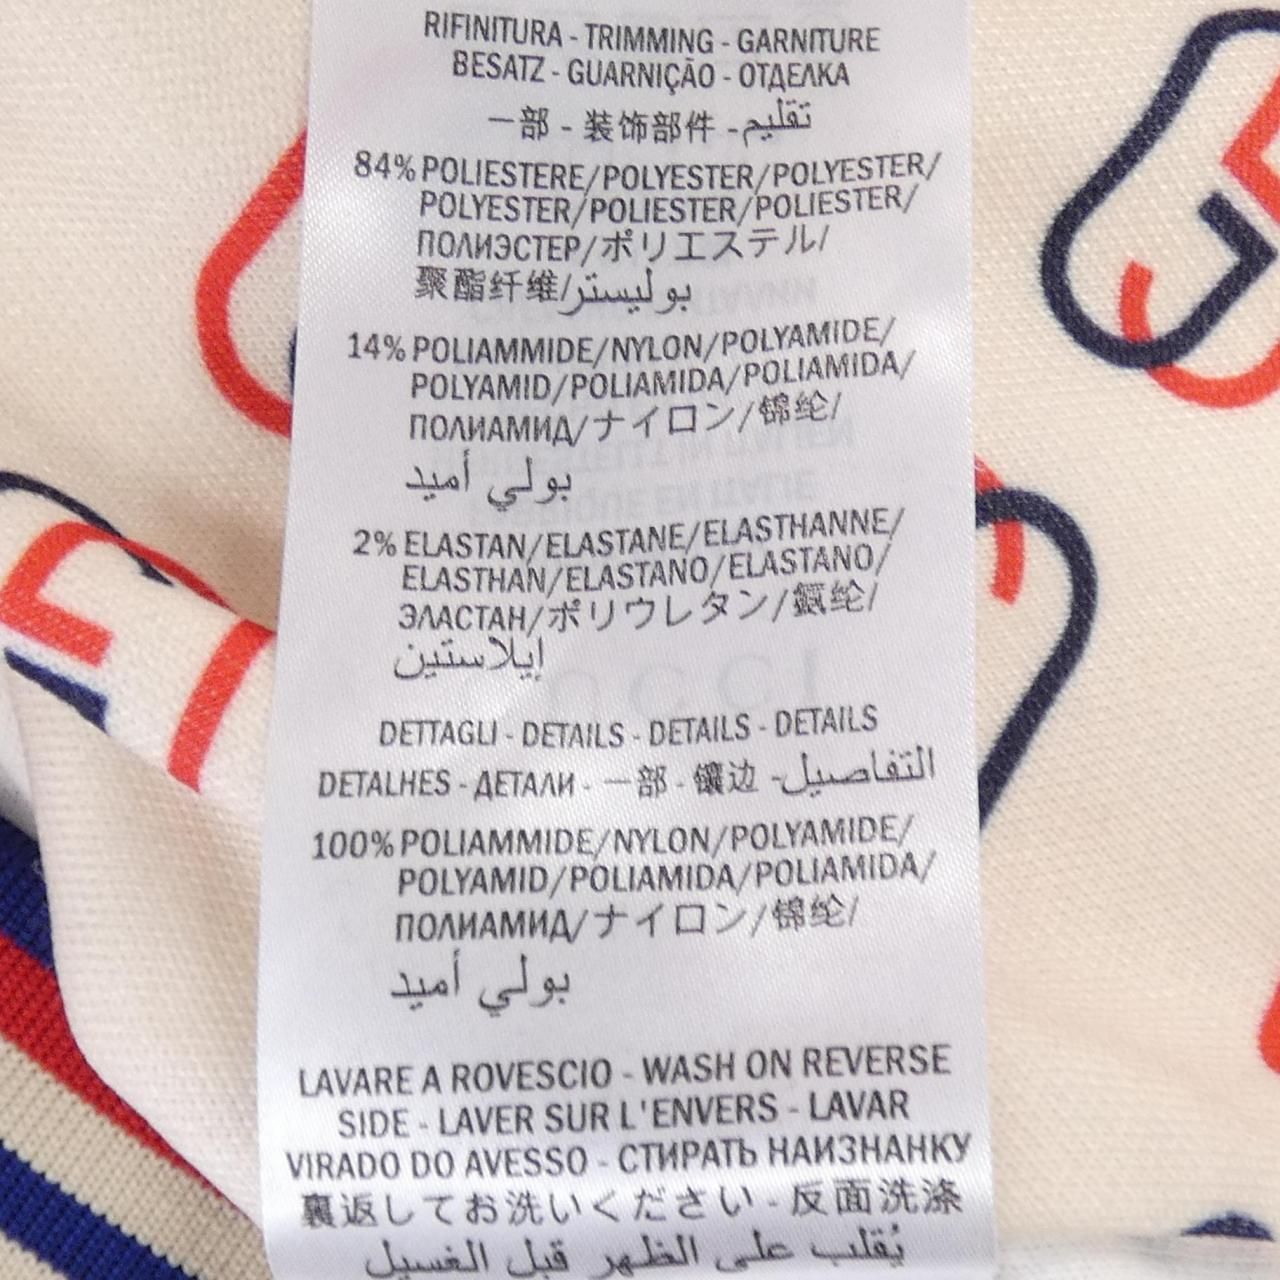 RIFINITURA - TRIMMING - GARNITURE
BESATZ - GUARNIÇÃO - ОТДЕЛКА
一部 - 装饰部件 - تقليم
84% POLIESTERE/POLYESTER/POLYESTER/
POLYESTER/POLIESTER/POLIESTER/
ПОЛИЭСТЕР/ポリエステル/
聚酯纤维/بوليستر
14% POLIAMMIDE/NYLON/POLYAMIDE/
POLYAMID/POLIAMIDA/POLIAMIDA/
ПОЛИАМИД/ナイロン/锦纶/
بولي أميد
2% ELASTAN/ELASTANE/ELASTHANNE/
ELASTHAN/ELASTANO/ELASTANO/
ЭЛАСТАН/ポリウレタン/氨纶/
إيلاستين
DETTAGLI - DETAILS - DETAILS - DETAILS
DETALHES - ДЕТАЛИ - 一部 - 镶边 - التفاصيل
100% POLIAMMIDE/NYLON/POLYAMIDE/
POLYAMID/POLIAMIDA/POLIAMIDA/
ПОЛИАМИД/ナイロン/锦纶/
بولي أميد
LAVARE A ROVESCIO - WASH ON REVERSE
SIDE - LAVER SUR L'ENVERS - LAVAR
VIRADO DO AVESSO - СТИРАТЬ НАИЗНАНКУ
裏返してお洗いください - 反面洗涤
يُقلب على الظهر قبل الغسيل